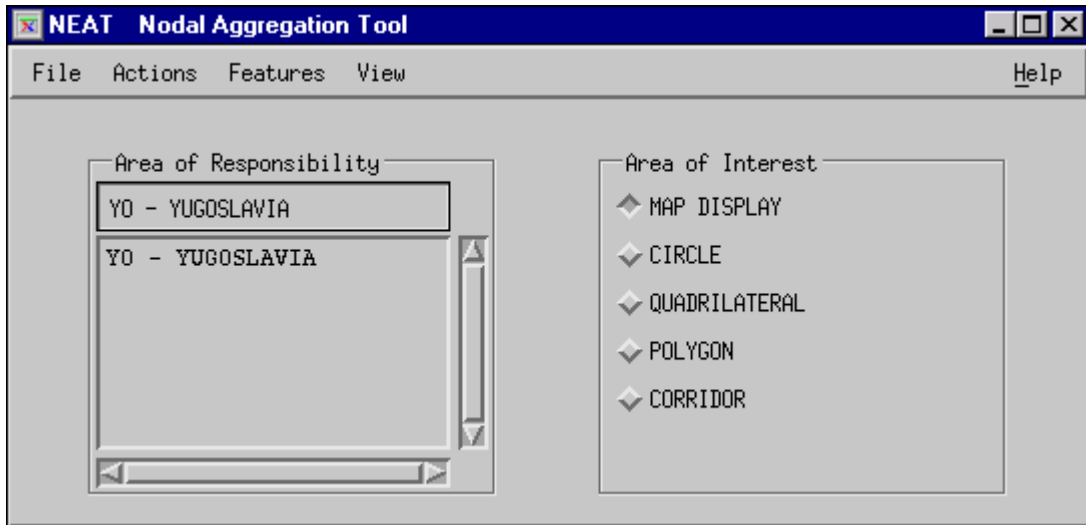 NEAT Nodal Aggregation Tool
File Actions Features View Help
Area of Responsibility
YO - YUGOSLAVIA
YO - YUGOSLAVIA
Area of Interest
MAP DISPLAY
CIRCLE
QUADRILATERAL
POLYGON
CORRIDOR